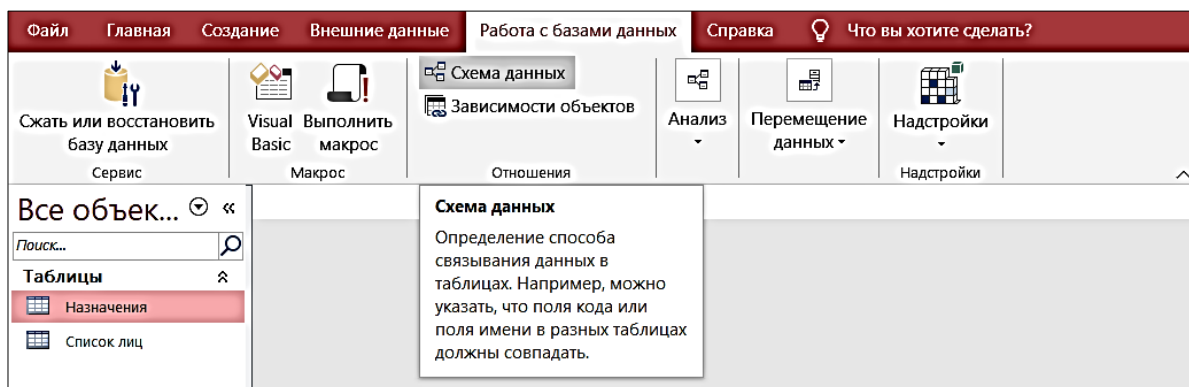 Файл Главная Создание Внешние данные Работа с базами данных Справка Что вы хотите сделать?
Сжать или восстановить
базу данных
Сервис
Visual
Basic
Выполнить
макрос
Макрос
Схема данных
Зависимости объектов
Отношения
Анализ
Перемещение
данных
Надстройки
Надстройки
Все объек...
Поиск...
Таблицы
Назначения
Список лиц
Схема данных
Определение способа
связывания данных в
таблицах. Например, можно
указать, что поля кода или
поля имени в разных таблицах
должны совпадать.